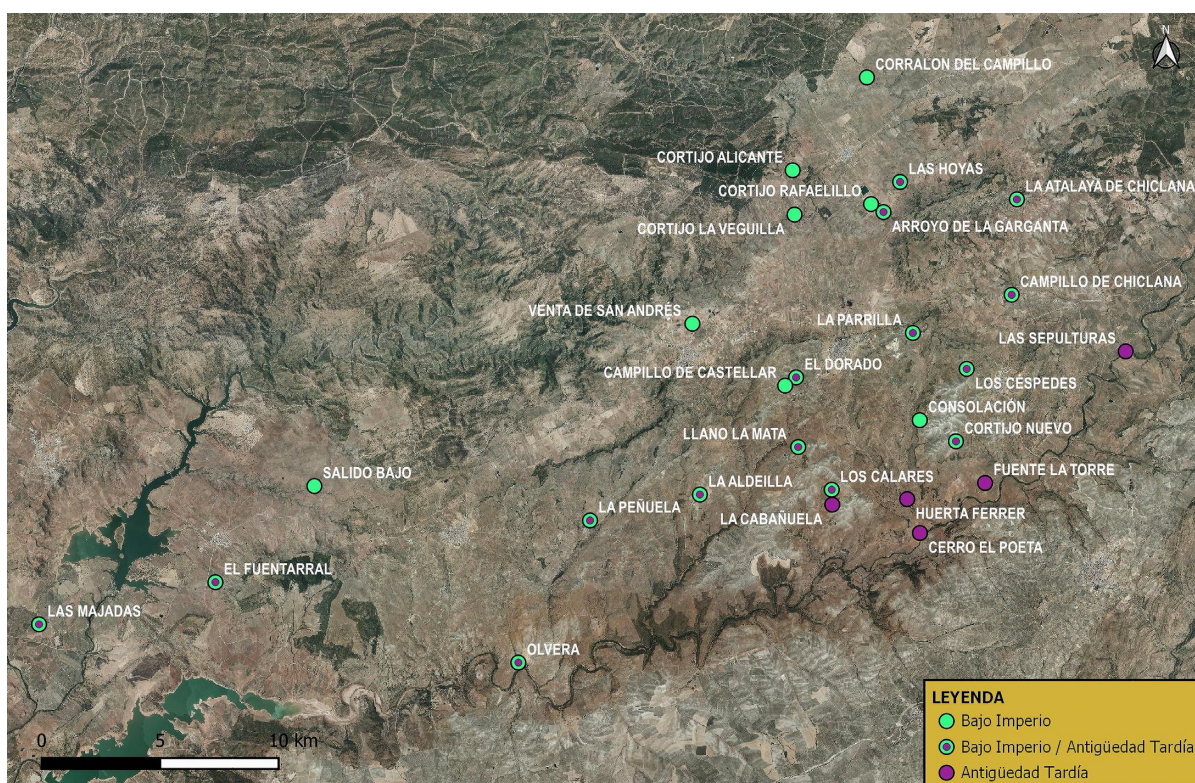 N
CORRALON DEL CAMPILLO
CORTIJO ALICANTE
LAS HOYAS
CORTIJO RAFAELILLO
LA ATALAYA DE CHICLANA
CORTIJO LA VEGUILLA
ARROYO DE LA GARGANTA
CAMPILLO DE CHICLANA
VENTA DE SAN ANDRÉS
LA PARRILLA
LAS SEPULTURAS
EL DORADO
CAMPILLO DE CASTELLAR
LOS CÉSPEDES
CONSOLACIÓN
LLANO LA MATA
CORTIJO NUEVO
SALIDO BAJO
LA ALDEILLA
LOS CALARES
FUENTE LA TORRE
LA PEÑUELA
LA CABAÑUELA
HUERTA FERRER
CERRO EL POETA
EL FUENTARRAL
LAS MAJADAS
OLVERA
0 5 10 km
LEYENDA
Bajo Imperio
Bajo Imperio / Antigüedad Tardía
Antigüedad Tardía